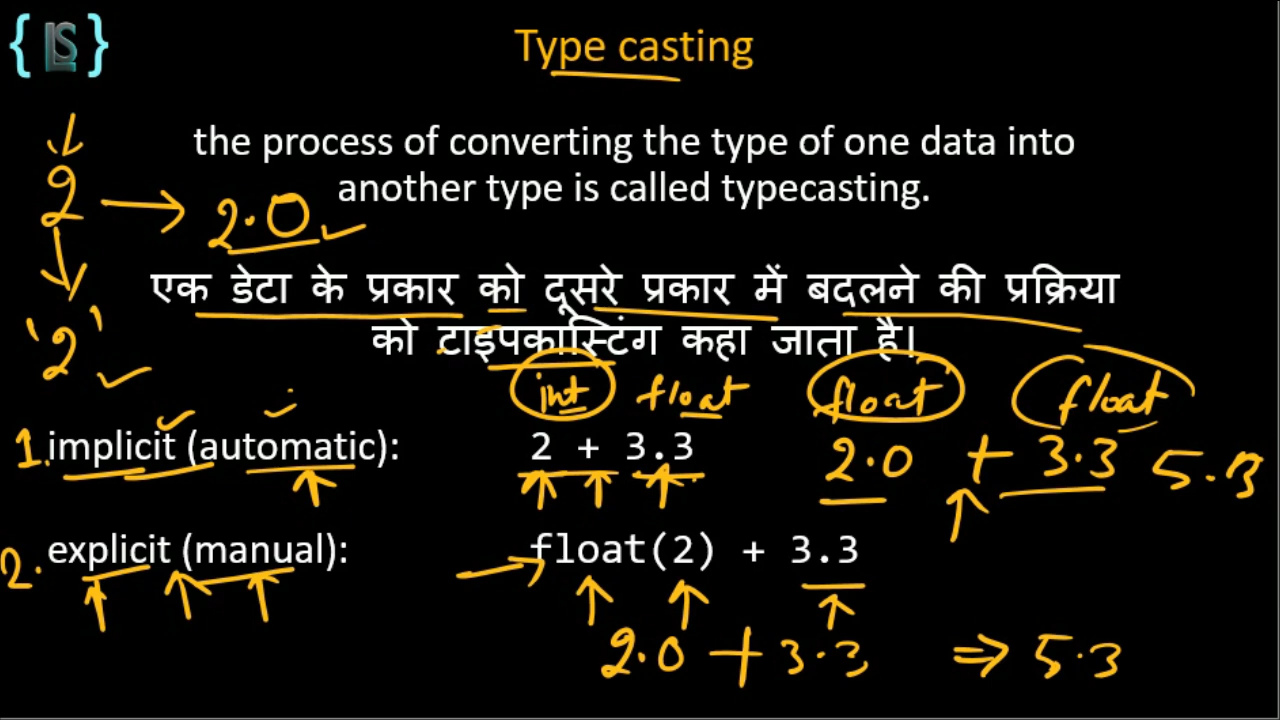 { LS }
Type casting
the process of converting the type of one data into
another type is called typecasting.
2 → 2.0
'2'
एक डेटा के प्रकार को दूसरे प्रकार में बदलने की प्रक्रिया
को टाइपकास्टिंग कहा जाता है।
int float float float
1. implicit (automatic): 2 + 3.3 2.0 + 3.3 5.3
2. explicit (manual): float(2) + 3.3
2.0 + 3.3 ⇒ 5.3